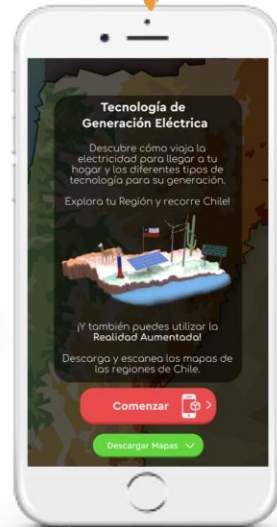 Tecnología de
Generación Eléctrica
Descubre cómo viaja la
electricidad para llegar a tu
hogar y los diferentes tipos de
tecnología para su generación.
Explora tu Región y recorre Chile!
¡Y también puedes utilizar la
Realidad Aumentada!
Descarga y escanea los mapas de
las regiones de Chile.
Comenzar
Descargar Mapas